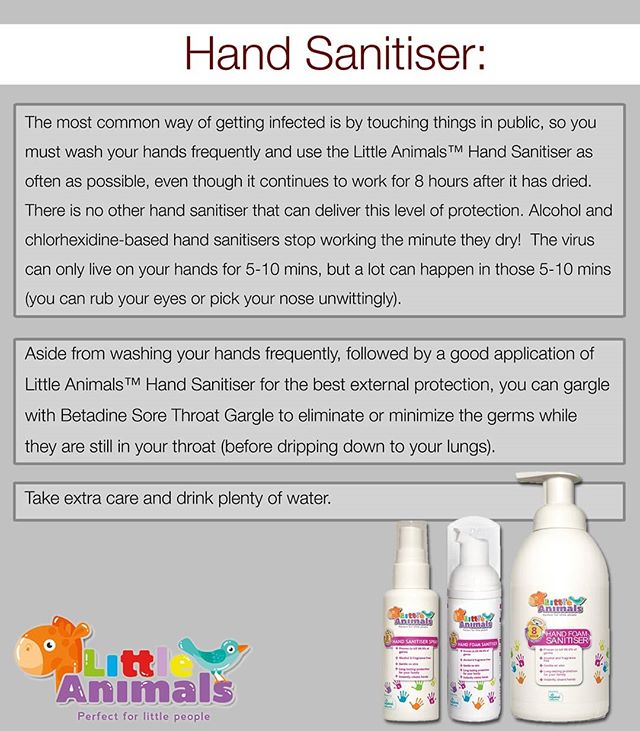 Hand Sanitiser:
The most common way of getting infected is by touching things in public, so you
must wash your hands frequently and use the Little Animals™ Hand Sanitiser as
often as possible, even though it continues to work for 8 hours after it has dried.
There is no other hand sanitiser that can deliver this level of protection. Alcohol and
chlorhexidine-based hand sanitisers stop working the minute they dry!  The virus
can only live on your hands for 5-10 mins, but a lot can happen in those 5-10 mins
(you can rub your eyes or pick your nose unwittingly).
Aside from washing your hands frequently, followed by a good application of
Little Animals™ Hand Sanitiser for the best external protection, you can gargle
with Betadine Sore Throat Gargle to eliminate or minimize the germs while
they are still in your throat (before dripping down to your lungs).
Take extra care and drink plenty of water.
Little
Animals
Perfect for little people
Little
Animals
HAND SANITISER SPRAY
Little
Animals
HAND FOAM SANITISER
Little
Animals
8
HAND FOAM
SANITISER